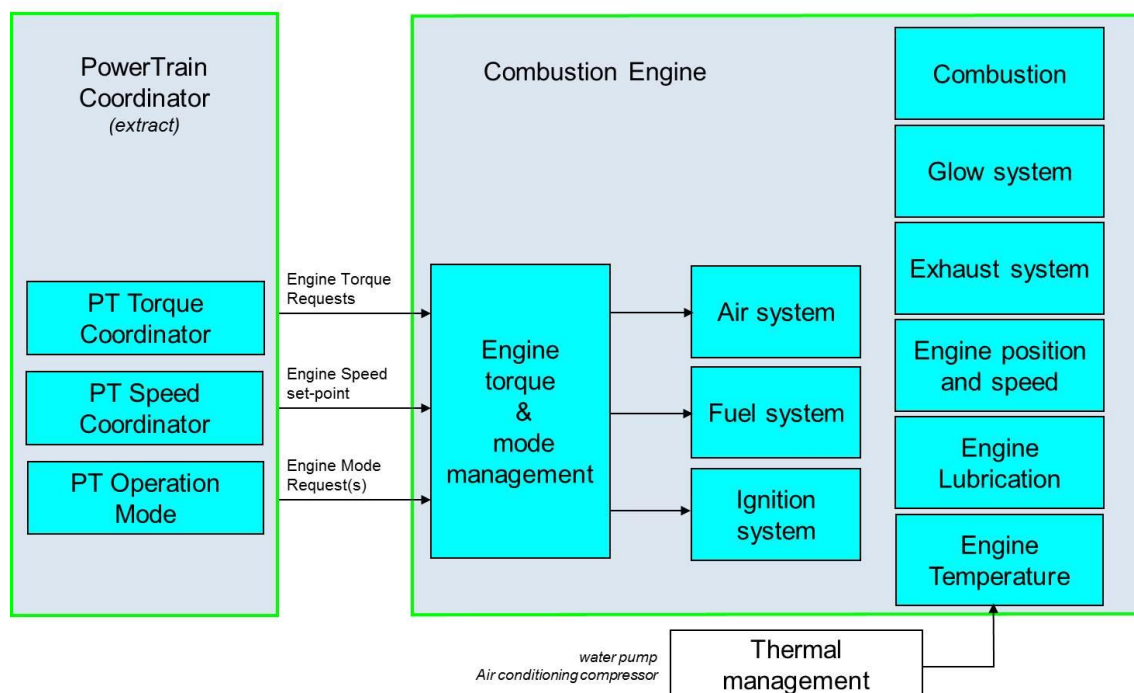 PowerTrain
Coordinator
(extract)
PT Torque
Coordinator
PT Speed
Coordinator
PT Operation
Mode
Engine Torque
Requests
Engine Speed
set-point
Engine Mode
Request(s)
Combustion Engine
Engine
torque
&
mode
management
Air system
Fuel system
Ignition
system
Combustion
Glow system
Exhaust system
Engine position
and speed
Engine
Lubrication
Engine
Temperature
water pump
Air conditioning compressor
Thermal
management